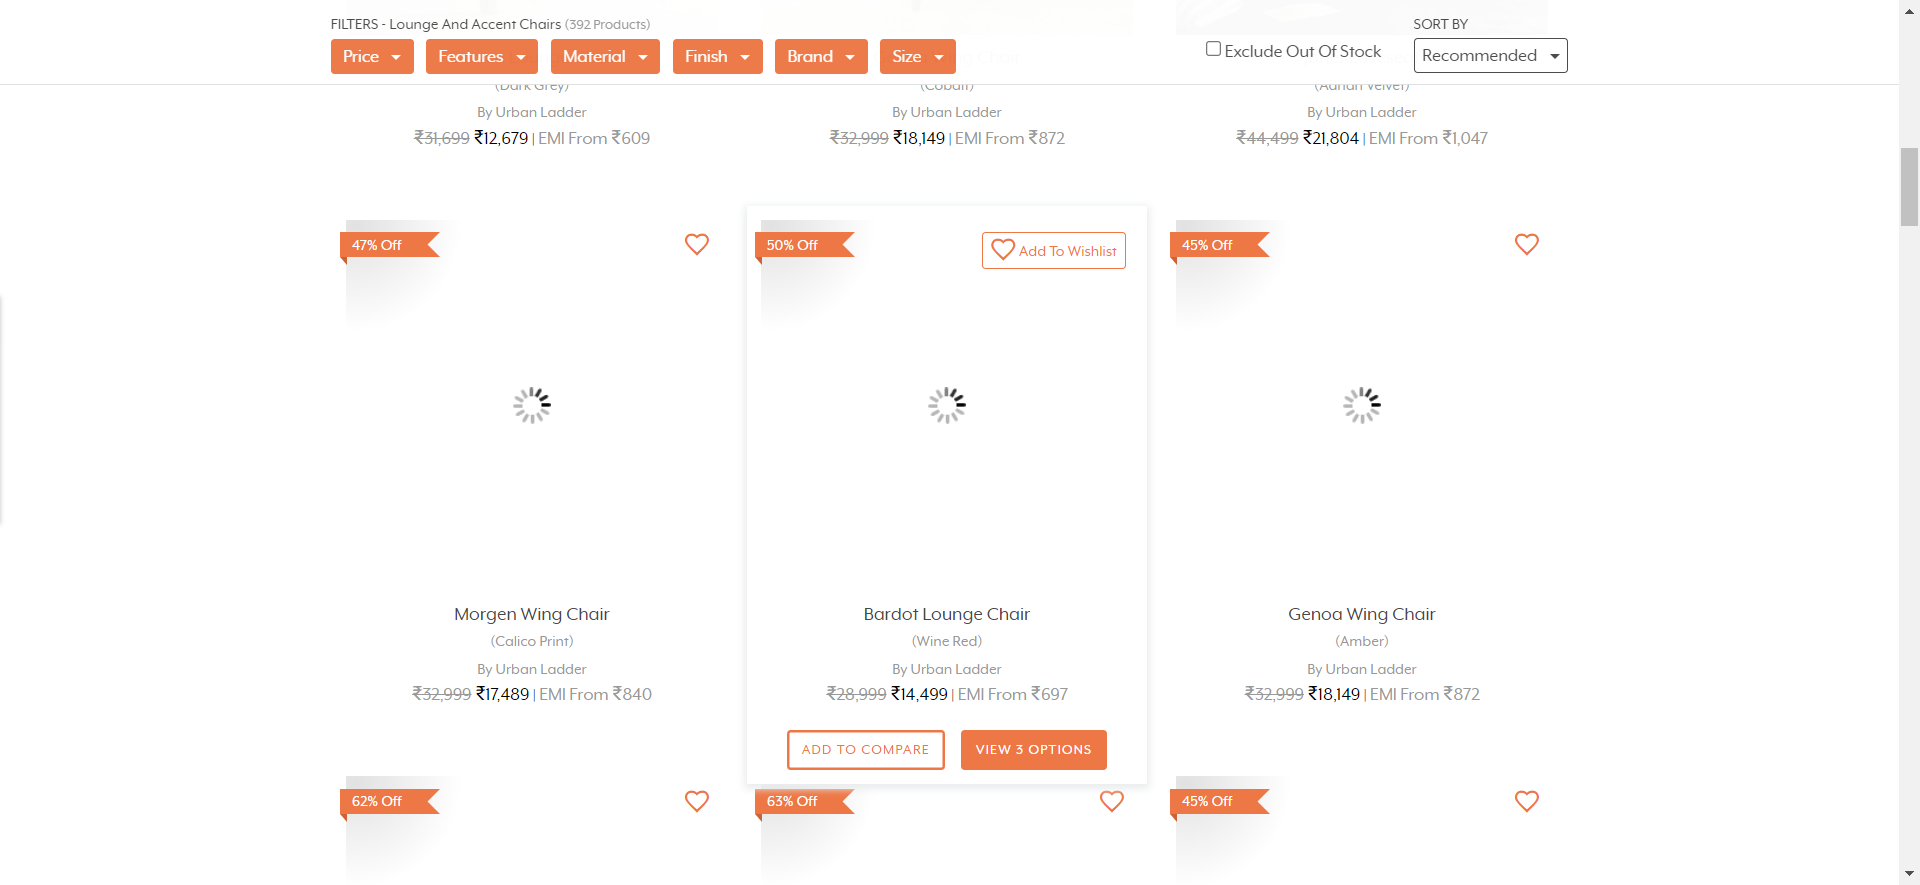 FILTERS - Lounge And Accent Chairs (392 Products)
SORT BY
Price Features Material Finish Brand Size
Exclude Out Of Stock
Recommended
(Dark Grey) (Cobalt) (Adrian Velvet)
By Urban Ladder By Urban Ladder By Urban Ladder
₹31,699 ₹12,679 | EMI From ₹609 ₹32,999 ₹18,149 | EMI From ₹872 ₹44,499 ₹21,804 | EMI From ₹1,047
47% Off 50% Off Add To Wishlist 45% Off
Morgen Wing Chair Bardot Lounge Chair Genoa Wing Chair
(Calico Print) (Wine Red) (Amber)
By Urban Ladder By Urban Ladder By Urban Ladder
₹32,999 ₹17,489 | EMI From ₹840 ₹28,999 ₹14,499 | EMI From ₹697 ₹32,999 ₹18,149 | EMI From ₹872
ADD TO COMPARE VIEW 3 OPTIONS
62% Off 63% Off 45% Off